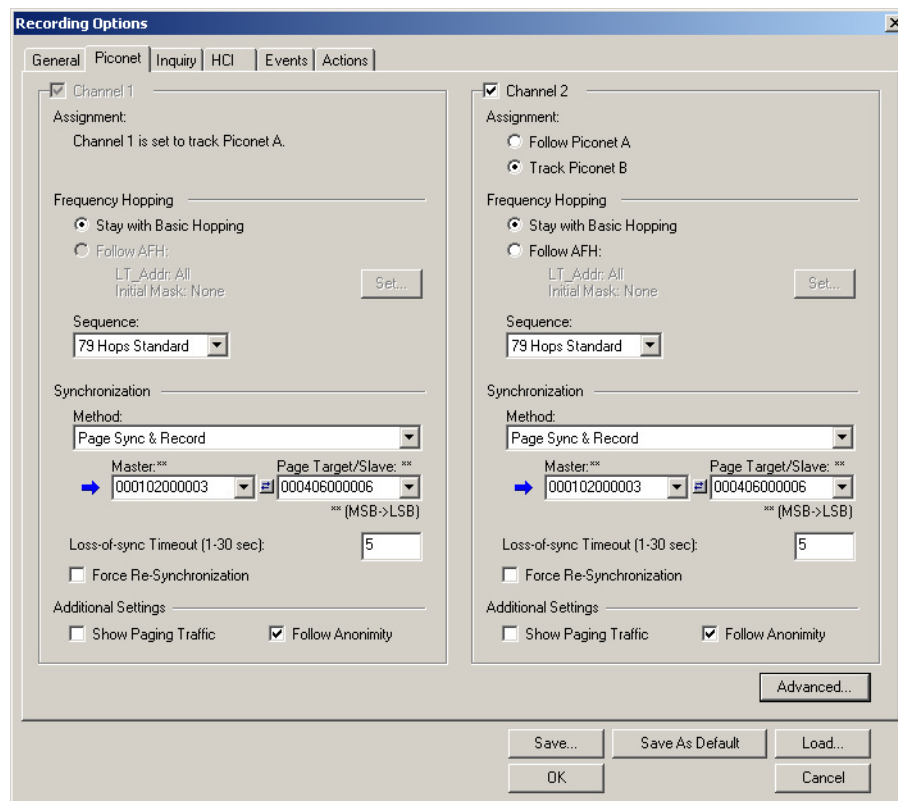 Recording Options
General Piconet Inquiry HCI Events Actions
Channel 1
Assignment:
Channel 1 is set to track Piconet A.
Frequency Hopping
Stay with Basic Hopping
Follow AFH:
LT_Addr: All
Initial Mask: None
Set...
Sequence:
79 Hops Standard
Synchronization
Method:
Page Sync & Record
Master:** Page Target/Slave: **
000102000003 000406000006
** (MSB->LSB)
Loss-of-sync Timeout (1-30 sec): 5
Force Re-Synchronization
Additional Settings
Show Paging Traffic Follow Anonimity
Channel 2
Assignment:
Follow Piconet A
Track Piconet B
Frequency Hopping
Stay with Basic Hopping
Follow AFH:
LT_Addr: All
Initial Mask: None
Set...
Sequence:
79 Hops Standard
Synchronization
Method:
Page Sync & Record
Master:** Page Target/Slave: **
000102000003 000406000006
** (MSB->LSB)
Loss-of-sync Timeout (1-30 sec): 5
Force Re-Synchronization
Additional Settings
Show Paging Traffic Follow Anonimity
Advanced...
Save... Save As Default Load...
OK Cancel